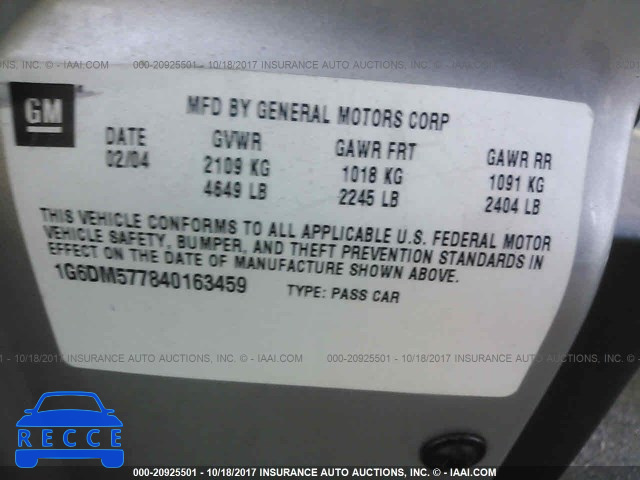 000-20925501 - 10/18/2017 INSURANCE AUTO AUCTIONS, INC. - © IAAI.COM
GM
MFD BY GENERAL MOTORS CORP
DATE GVWR GAWR FRT GAWR RR
02/04 2109 KG 1018 KG 1091 KG
4649 LB 2245 LB 2404 LB
THIS VEHICLE CONFORMS TO ALL APPLICABLE U.S. FEDERAL MOTOR
VEHICLE SAFETY, BUMPER, AND THEFT PREVENTION STANDARDS IN
EFFECT ON THE DATE OF MANUFACTURE SHOWN ABOVE.
1G6DM577840163459 TYPE: PASS CAR
000-20925501 - 10/18/2017 INSURANCE AUTO AUCTIONS, INC. - © IAAI.COM
RECCE
000-20925501 - 10/18/2017 INSURANCE AUTO AUCTIONS, INC. - © IAAI.COM